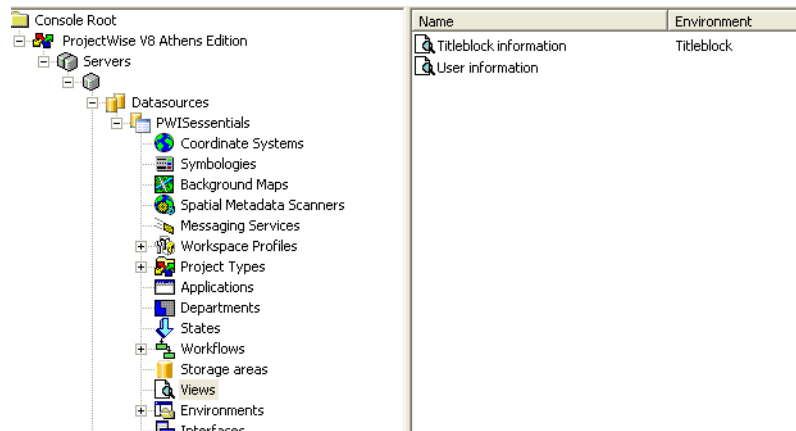 Console Root
ProjectWise V8 Athens Edition
Servers
Datasources
PWISessentials
Coordinate Systems
Symbologies
Background Maps
Spatial Metadata Scanners
Messaging Services
Workspace Profiles
Project Types
Applications
Departments
States
Workflows
Storage areas
Views
Environments
Interfaces
Name Environment
Titleblock information Titleblock
User information